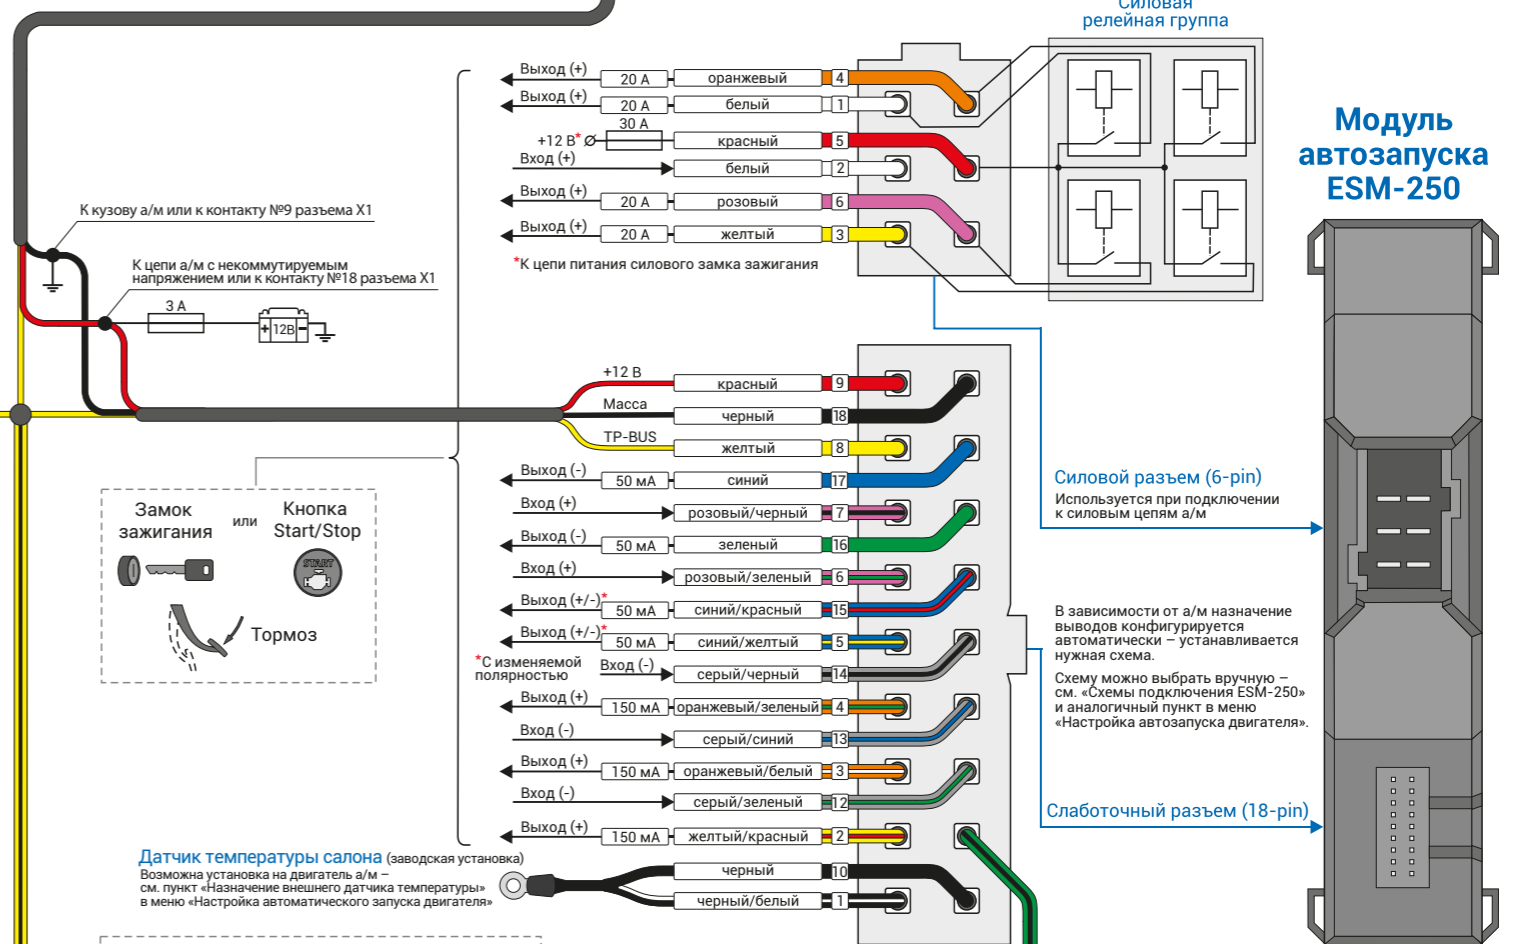 Силовая
релейная группа
Выход (+) 20 А оранжевый 4
Выход (+) 20 А белый 1
+12 В* 30 А красный 5
Вход (+) белый 2
Выход (+) 20 А розовый 6
Выход (+) 20 А желтый 3
*К цепи питания силового замка зажигания
Модуль
автозапуска
ESM-250
К кузову а/м или к контакту №9 разъема X1
К цепи а/м с некоммутируемым
напряжением или к контакту №18 разъема X1
3 А
+ 12В −
+12 В красный 9
Масса черный 18
TP-BUS желтый 8
Выход (-) 50 мА синий 17
Вход (+) розовый/черный 7
Выход (-) 50 мА зеленый 16
Вход (+) розовый/зеленый 6
Выход (+/-)* 50 мА синий/красный 15
Выход (+/-)* 50 мА синий/желтый 5
*С изменяемой
полярностью
Вход (-) серый/черный 14
Выход (+) 150 мА оранжевый/зеленый 4
Вход (-) серый/синий 13
Выход (+) 150 мА оранжевый/белый 3
Вход (-) серый/зеленый 12
Выход (+) 150 мА желтый/красный 2
черный 10
черный/белый 1
Замок
зажигания
или
Кнопка
Start/Stop
START
Тормоз
Датчик температуры салона (заводская установка)
Возможна установка на двигатель а/м –
см. пункт «Назначение внешнего датчика температуры»
в меню «Настройка автоматического запуска двигателя»
Силовой разъем (6-pin)
Используется при подключении
к силовым цепям а/м
В зависимости от а/м назначение
выводов конфигурируется
автоматически – устанавливается
нужная схема.
Схему можно выбрать вручную –
см. «Схемы подключения ESM-250»
и аналогичный пункт в меню
«Настройка автозапуска двигателя».
Слаботочный разъем (18-pin)